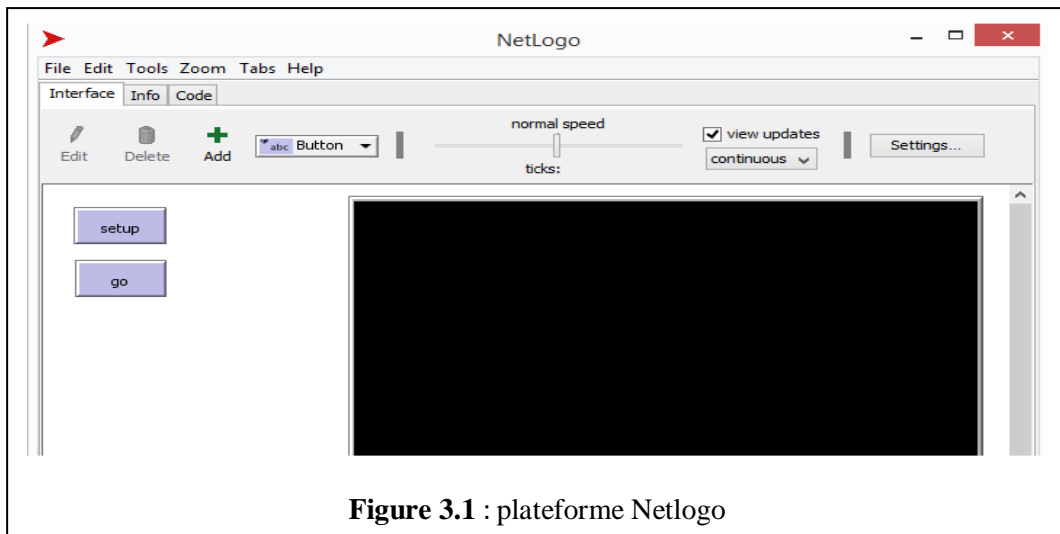 NetLogo
File Edit Tools Zoom Tabs Help
Interface Info Code
Edit Delete Add abc Button normal speed ticks: view updates continuous Settings...
setup
go
Figure 3.1 : plateforme Netlogo